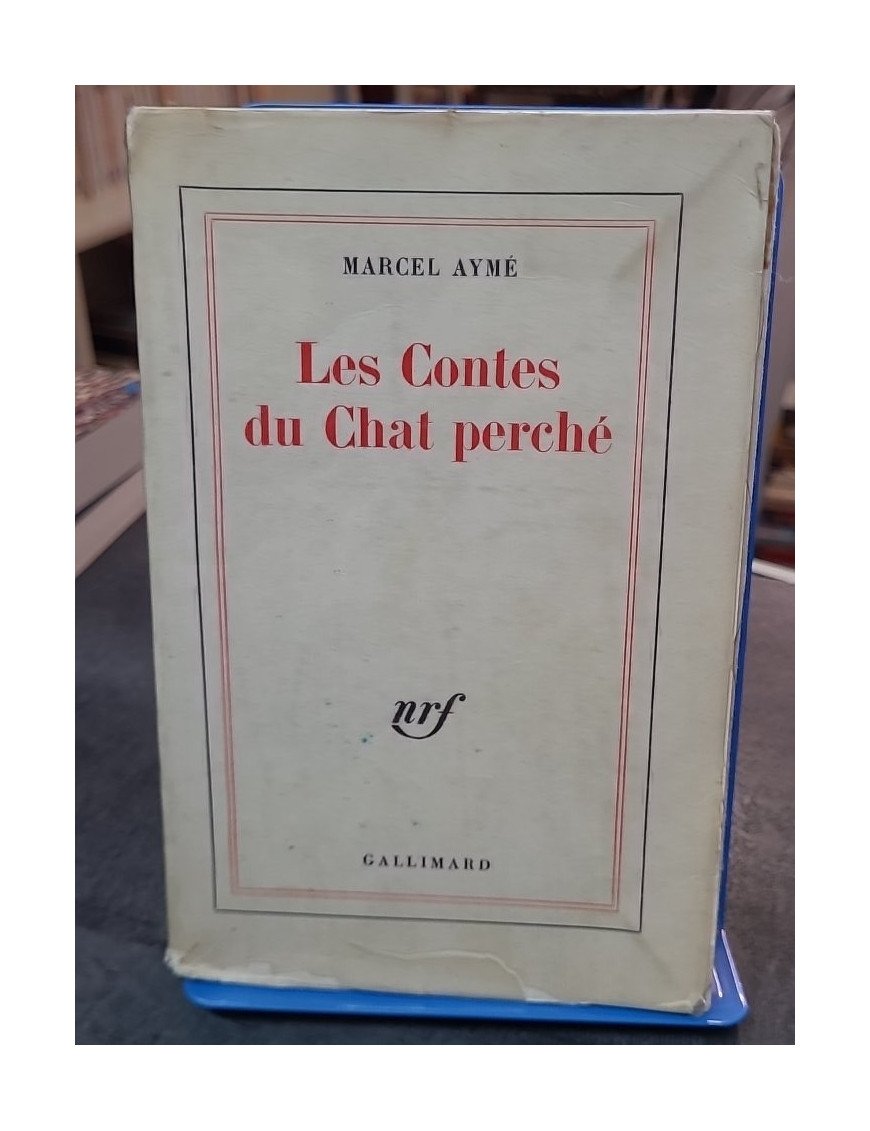 MARCEL AYMÉ
Les Contes
du Chat perché
nrf
GALLIMARD